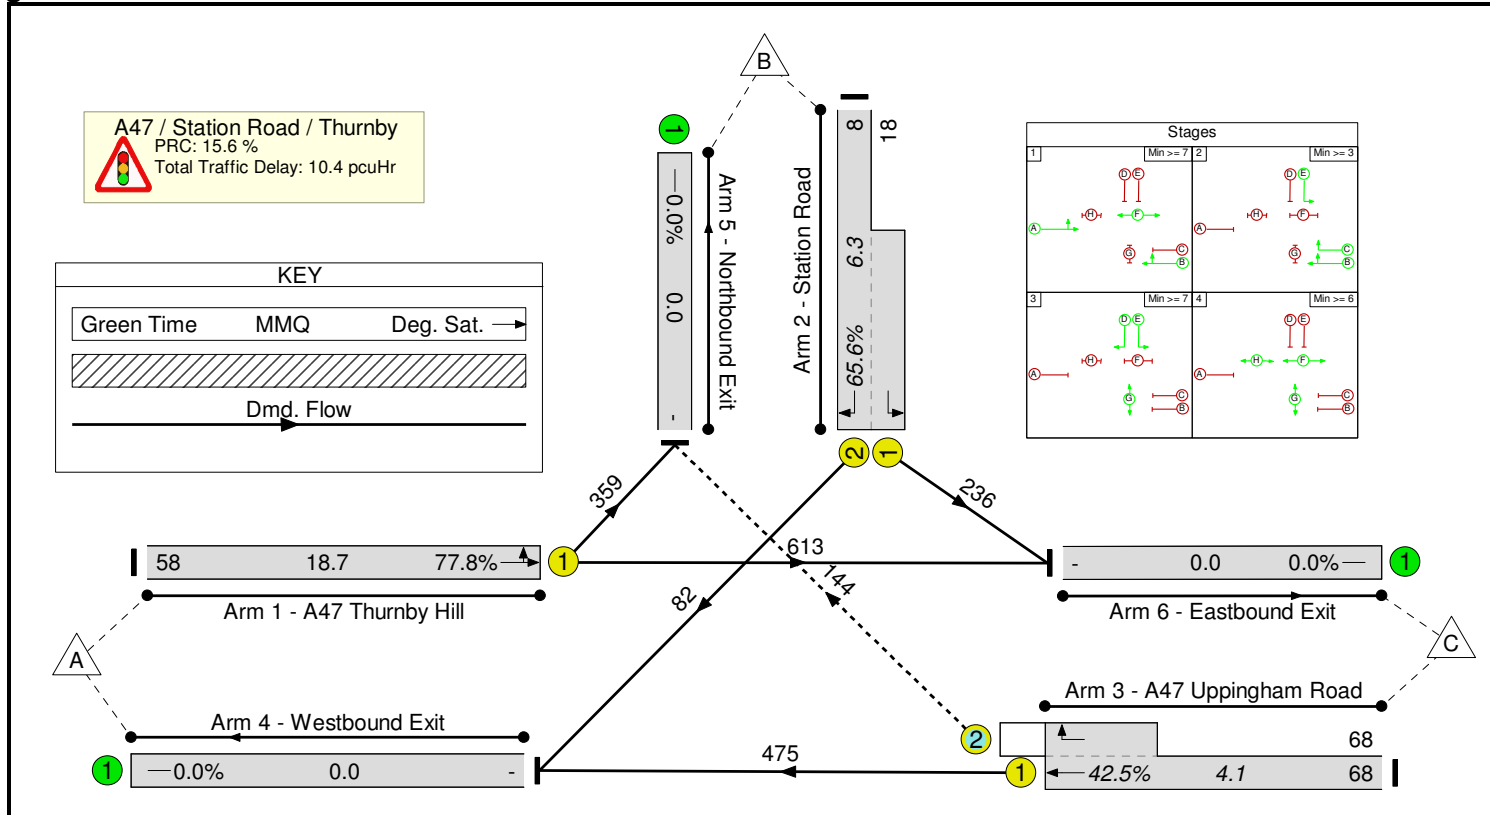 A47 / Station Road / Thurnby
PRC: 15.6 %
Total Traffic Delay: 10.4 pcuHr
KEY
Green Time MMQ Deg. Sat.
Dmd. Flow
B
1
0.0%
0.0
-
Arm 5 - Northbound Exit
Arm 2 - Station Road
8
18
6.3
65.6%
2
1
Stages
1 Min >= 7
D E
H F
A
G C
B
2 Min >= 3
D E
H F
A
G C
B
3 Min >= 7
D E
H F
A
G C
B
4 Min >= 6
D E
H F
A
G C
B
359
236
58 18.7 77.8%
1
613
- 0.0 0.0%
1
Arm 1 - A47 Thurnby Hill
82
144
Arm 6 - Eastbound Exit
A
C
Arm 3 - A47 Uppingham Road
Arm 4 - Westbound Exit
2
68
1
0.0% 0.0 -
475
1
42.5% 4.1 68